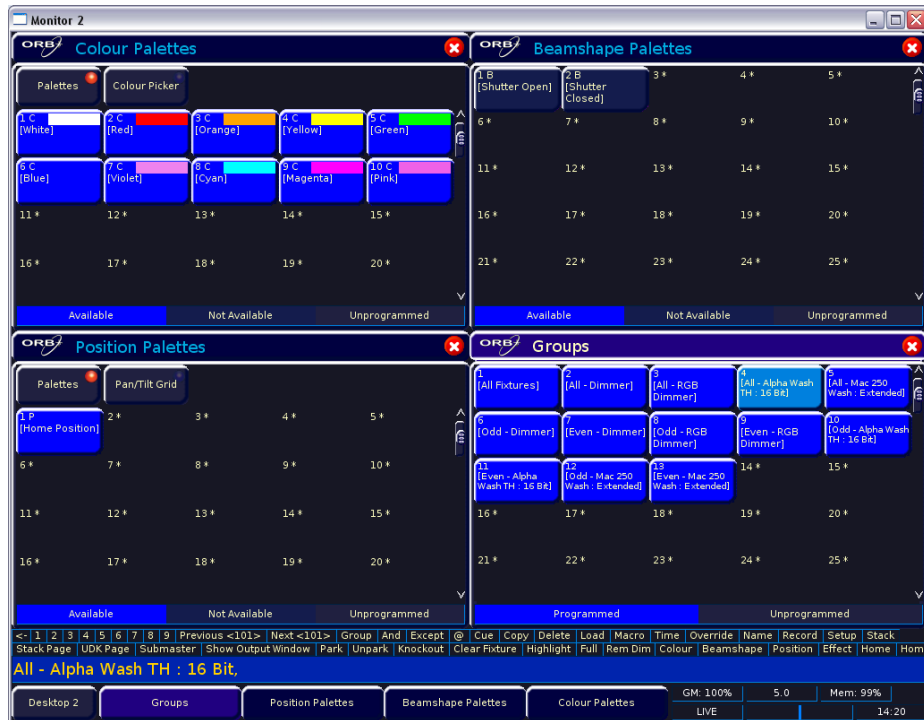 Monitor 2
ORB Colour Palettes
Palettes Colour Picker
1 C [White] 2 C [Red] 3 C [Orange] 4 C [Yellow] 5 C [Green]
6 C [Blue] 7 C [Violet] 8 C [Cyan] 9 C [Magenta] 10 C [Pink]
11 * 12 * 13 * 14 * 15 *
16 * 17 * 18 * 19 * 20 *
Available Not Available Unprogrammed
ORB Beamshape Palettes
1 B [Shutter Open] 2 B [Shutter Closed] 3 * 4 * 5 *
6 * 7 * 8 * 9 * 10 *
11 * 12 * 13 * 14 * 15 *
16 * 17 * 18 * 19 * 20 *
21 * 22 * 23 * 24 * 25 *
Available Not Available Unprogrammed
ORB Position Palettes
Palettes Pan/Tilt Grid
1 P [Home Position] 2 * 3 * 4 * 5 *
6 * 7 * 8 * 9 * 10 *
11 * 12 * 13 * 14 * 15 *
16 * 17 * 18 * 19 * 20 *
Available Not Available Unprogrammed
ORB Groups
1 [All Fixtures] 2 [All - Dimmer] 3 [All - RGB Dimmer] 4 [All - Alpha Wash TH : 16 Bit] 5 [All - Mac 250 Wash : Extended]
6 [Odd - Dimmer] 7 [Even - Dimmer] 8 [Odd - RGB Dimmer] 9 [Even - RGB Dimmer] 10 [Odd - Alpha Wash TH : 16 Bit]
11 [Even - Alpha Wash TH : 16 Bit] 12 [Odd - Mac 250 Wash : Extended] 13 [Even - Mac 250 Wash : Extended] 14 * 15 *
16 * 17 * 18 * 19 * 20 *
21 * 22 * 23 * 24 * 25 *
Programmed Unprogrammed
<- 1 2 3 4 5 6 7 8 9 Previous <101> Next <101> Group And Except @ Cue Copy Delete Load Macro Time Override Name Record Setup Stack
Stack Page UDK Page Submaster Show Output Window Park Unpark Knockout Clear Fixture Highlight Full Rem Dim Colour Beamshape Position Effect Home Hom
All - Alpha Wash TH : 16 Bit,
Desktop 2 Groups Position Palettes Beamshape Palettes Colour Palettes GM: 100% 5.0 Mem: 99%
LIVE 14:20